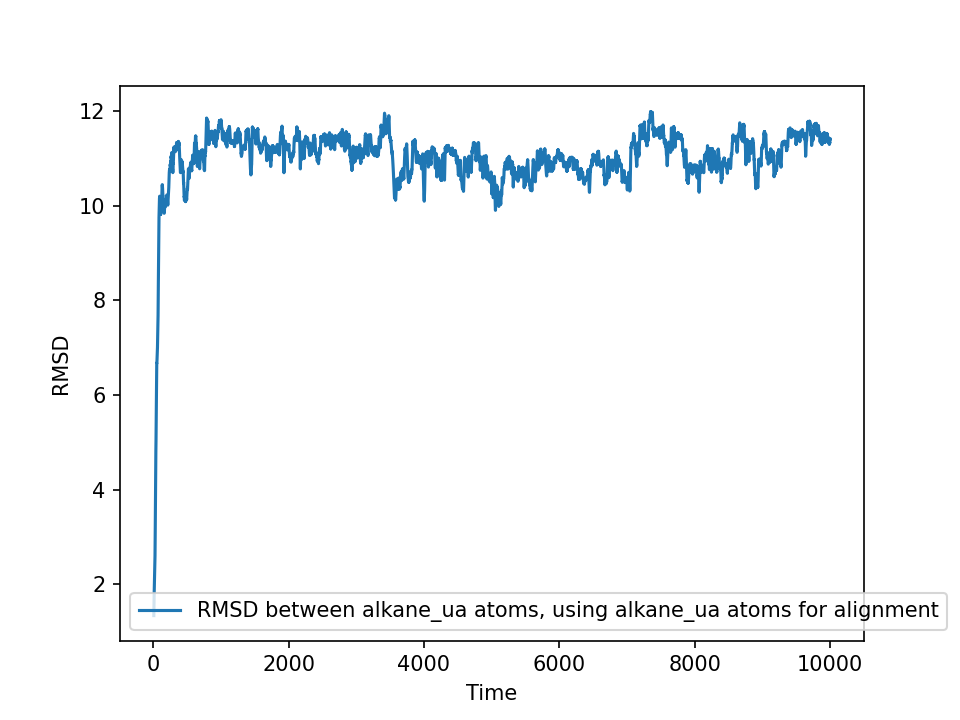 12
10
8
6
4
2
RMSD
RMSD between alkane_ua atoms, using alkane_ua atoms for alignment
0 2000 4000 6000 8000 10000
Time